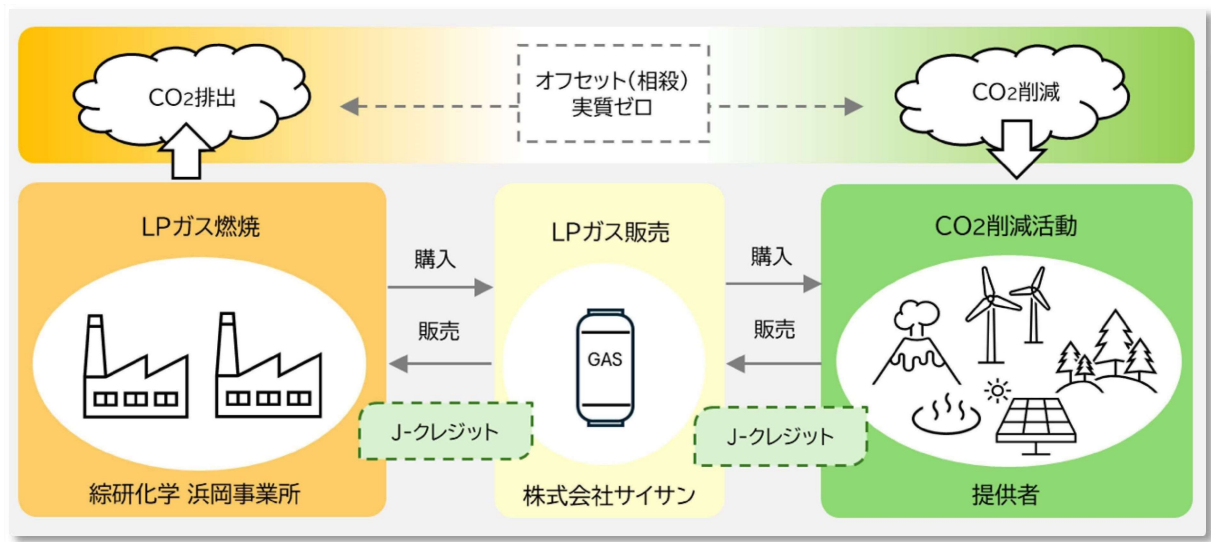 CO2排出
オフセット(相殺)
実質ゼロ
CO2削減
LPガス燃焼
LPガス販売
CO2削減活動
購入
購入
販売
販売
GAS
J-クレジット
J-クレジット
綜研化学 浜岡事業所
株式会社サイサン
提供者